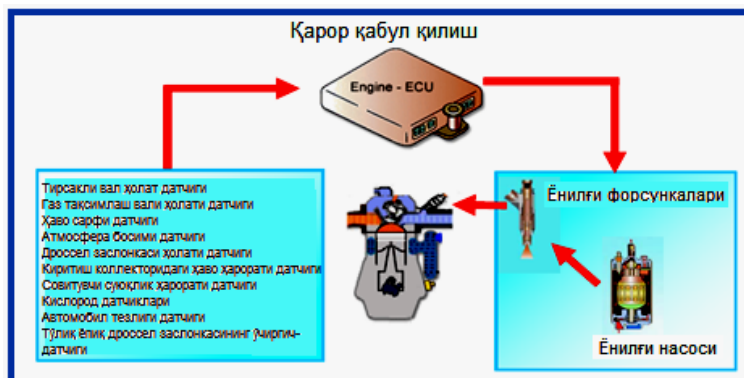 Қарор қабул қилиш
Engine - ECU
Тирсакли вал ҳолат датчиги
Газ тақсимлаш вали ҳолати датчиги
Ҳаво сарфи датчиги
Атмосфера босими датчиги
Дроссел заслонкаси ҳолати датчиги
Киритиш коллекторидаги ҳаво ҳарорати датчиги
Совитувчи суюқлик ҳарорати датчиги
Кислород датчиклари
Автомобил тезлиги датчиги
Тўлиқ ёпиқ дроссел заслонкасининг ўчиргич-
датчиги
Ёнилғи форсункалари
Ёнилғи насоси